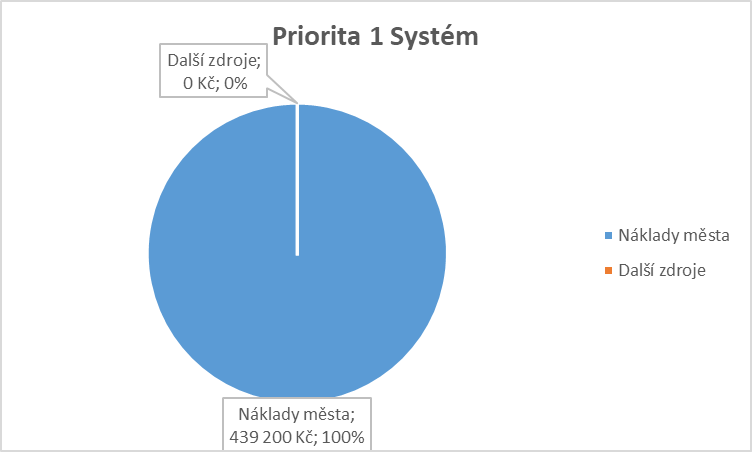 Priorita 1 Systém
Další zdroje;
0 Kč; 0%
Náklady města
Další zdroje
Náklady města;
439 200 Kč; 100%